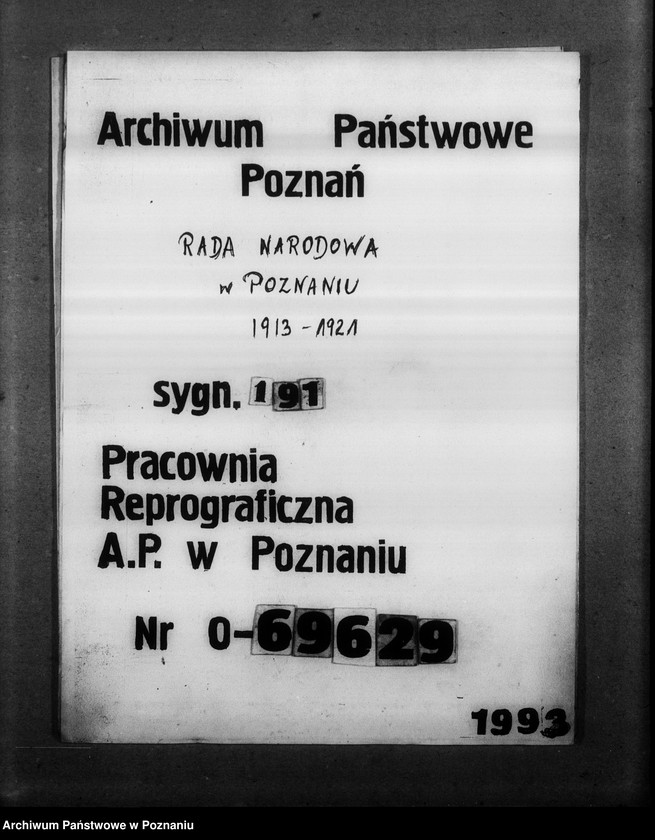 Archiwum Państwowe
Poznań
RADA NARODOWA
w POZNANIU
1913-1921
sygn. 191
Pracownia
Reprograficzna
A.P. w Poznaniu
Nr 0-69629
1993
Archiwum Państwowe w Poznaniu